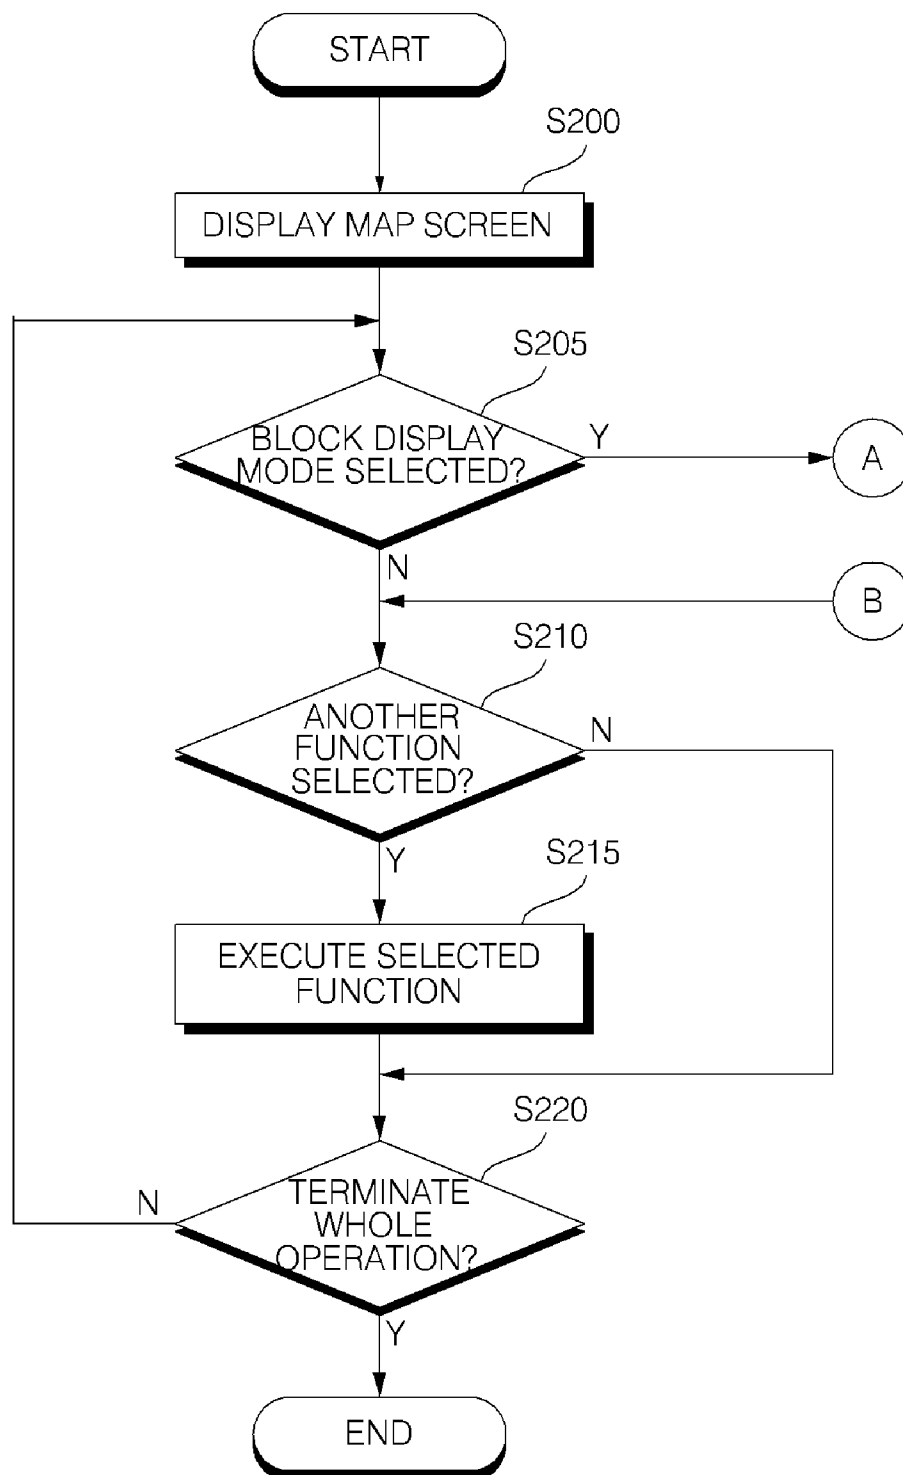 START
S200
DISPLAY MAP SCREEN
S205
BLOCK DISPLAY
MODE SELECTED?
Y
A
N
B
S210
ANOTHER
FUNCTION
SELECTED?
N
Y
S215
EXECUTE SELECTED
FUNCTION
S220
TERMINATE
WHOLE
OPERATION?
N
Y
END